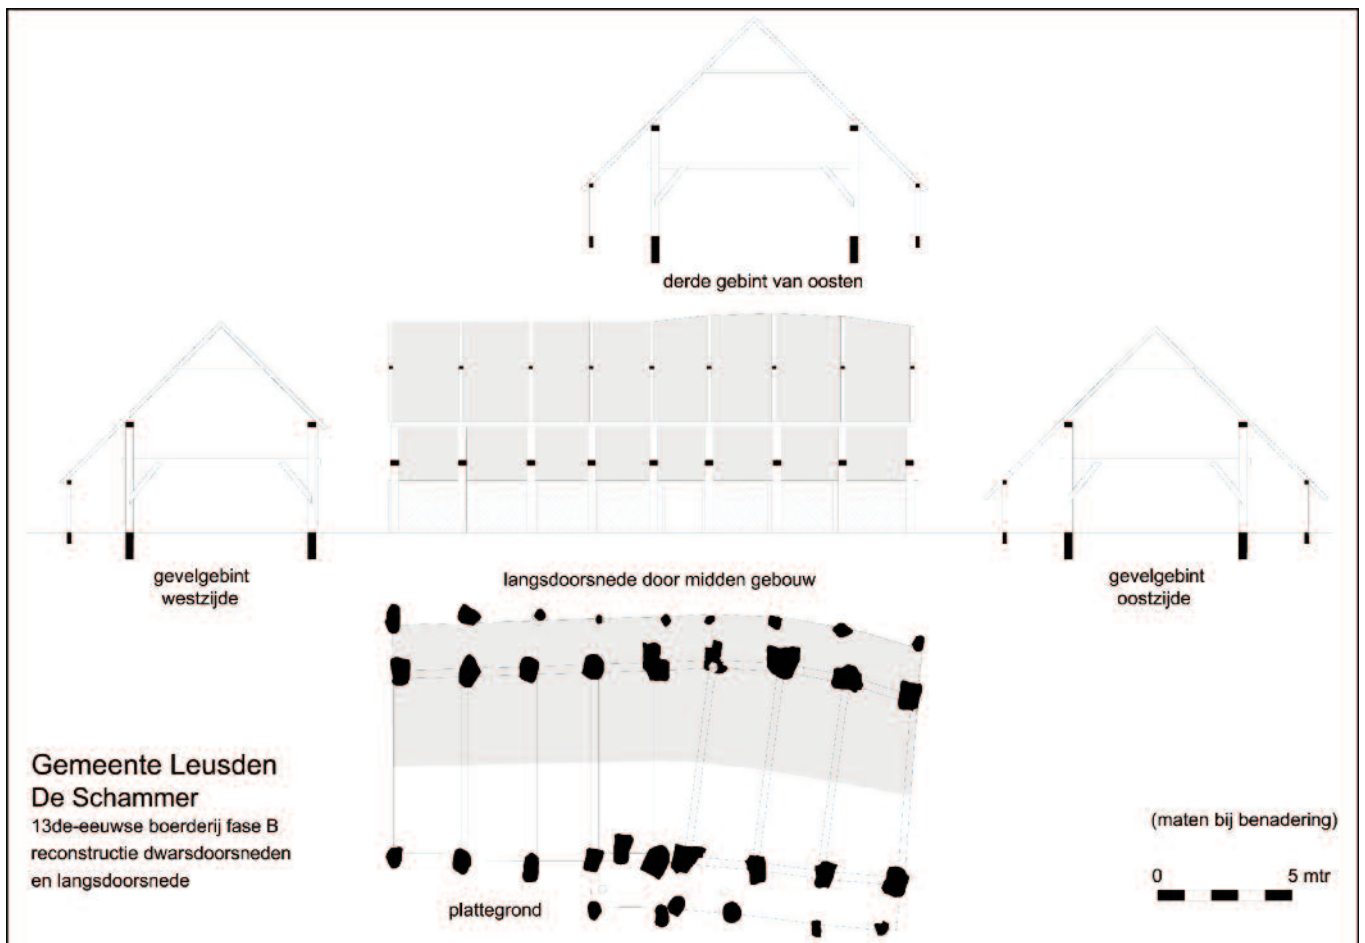 derde gebint van oosten
gevelgebint
westzijde
langsdoorsnede door midden gebouw
gevelgebint
oostzijde
Gemeente Leusden
De Schammer
13de-eeuwse boerderij fase B
reconstructie dwarsdoorsneden
en langsdoorsnede
plattegrond
(maten bij benadering)
0 5 mtr